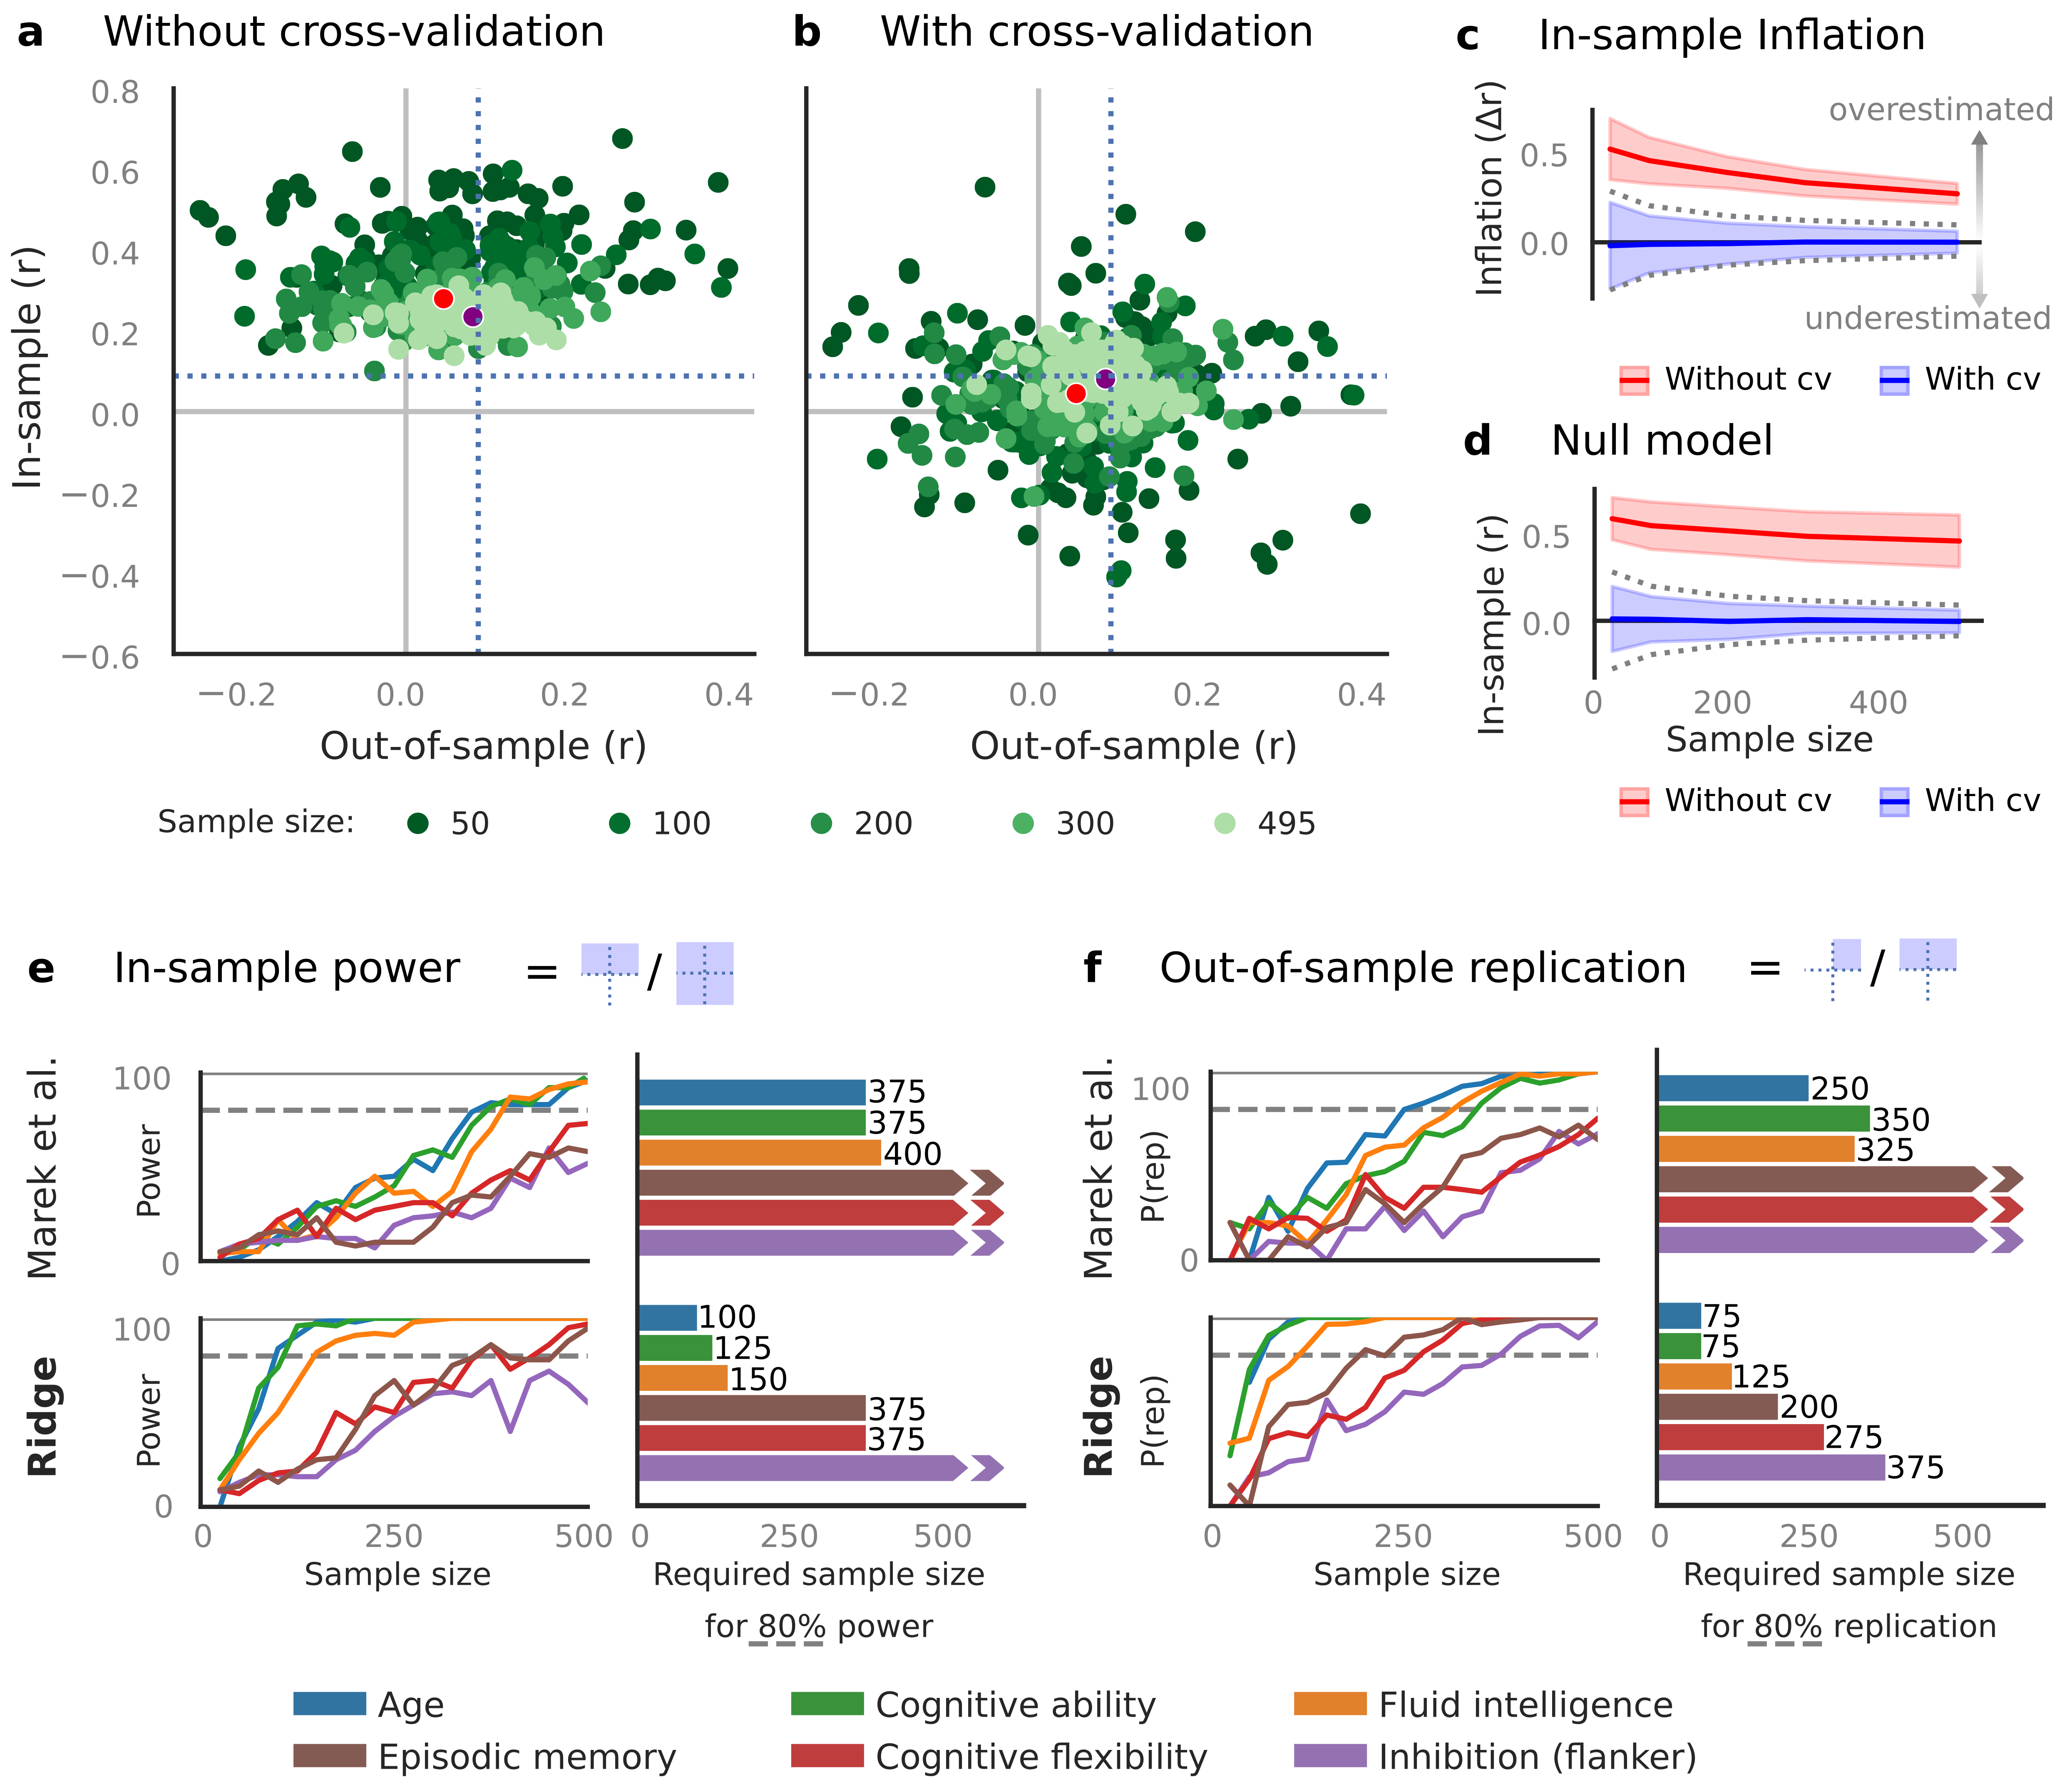 a Without cross-validation
In-sample (r)
0.8
0.6
0.4
0.2
0.0
−0.2
−0.4
−0.6
−0.2 0.0 0.2 0.4
Out-of-sample (r)
b With cross-validation
−0.2 0.0 0.2 0.4
Out-of-sample (r)
Sample size: 50 100 200 300 495
c In-sample Inflation
Inflation (Δr)
0.5
0.0
overestimated
underestimated
Without cv With cv
d Null model
In-sample (r)
0.5
0.0
0 200 400
Sample size
Without cv With cv
e In-sample power = /
Marek et al.
Power
100
0
375
375
400
Ridge
Power
100
0
100
125
150
375
375
0 250 500
Sample size
0 250 500
Required sample size
for 80% power
f Out-of-sample replication = /
Marek et al.
P(rep)
100
0
250
350
325
Ridge
P(rep)
75
75
125
200
275
375
0 250 500
Sample size
0 250 500
Required sample size
for 80% replication
Age Cognitive ability Fluid intelligence
Episodic memory Cognitive flexibility Inhibition (flanker)